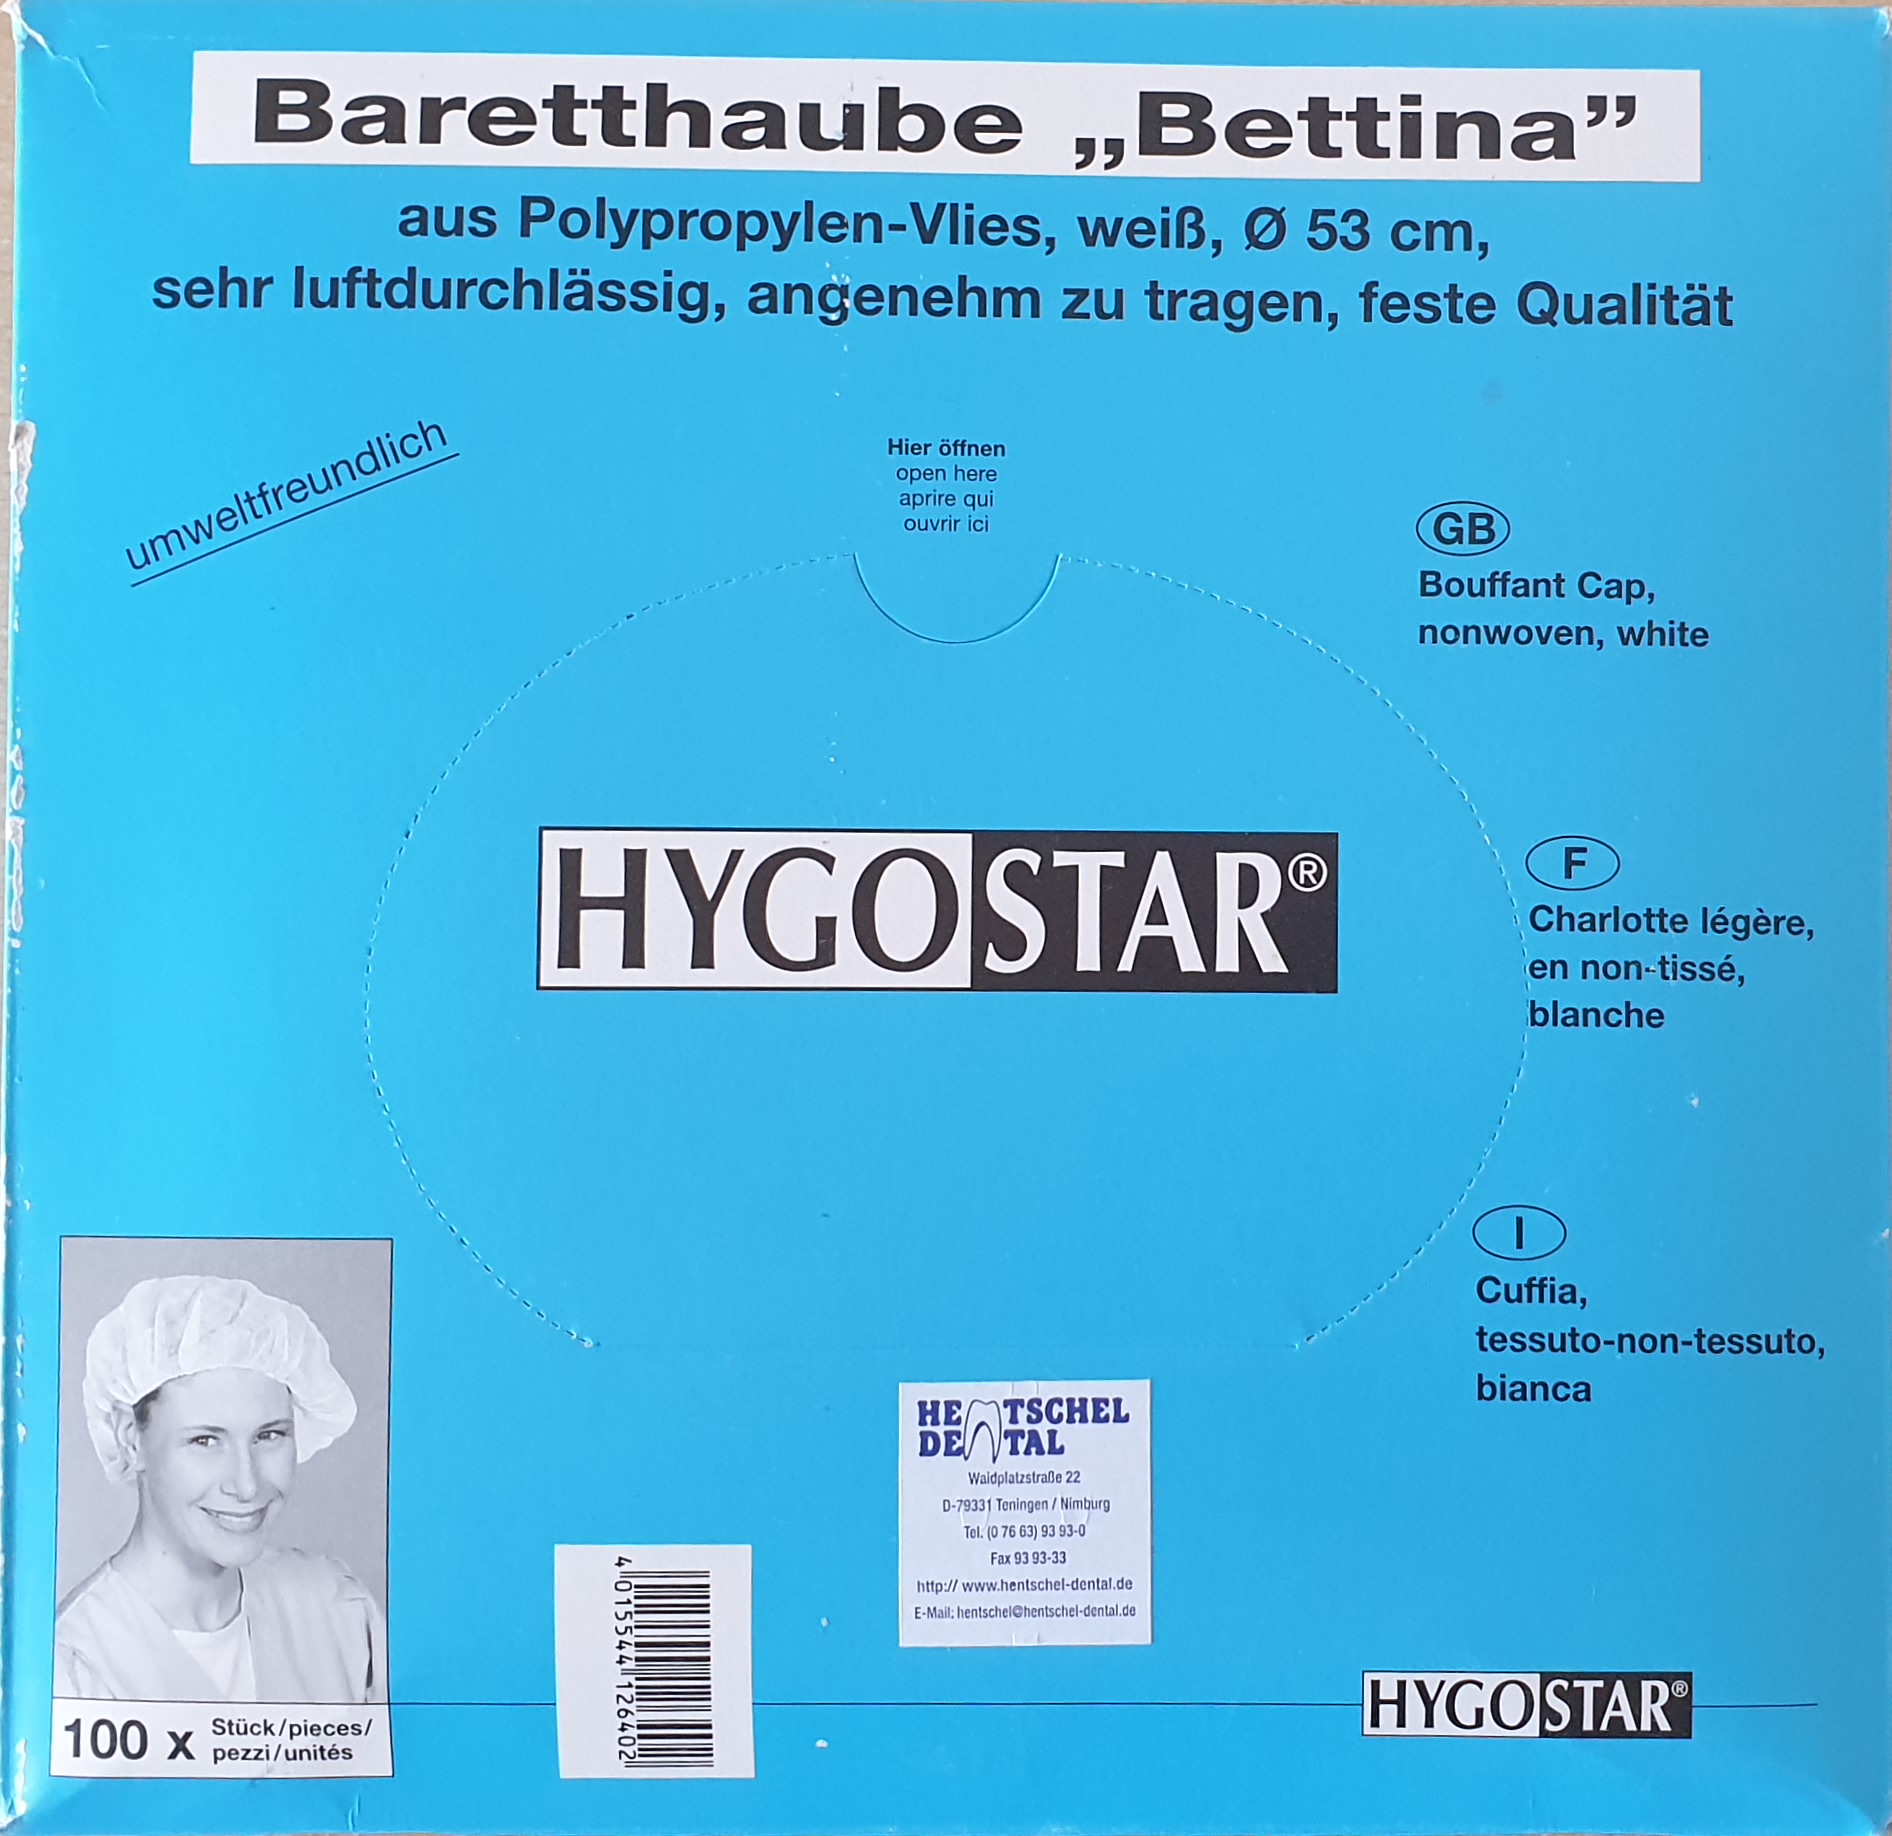 Baretthaube „Bettina”
aus Polypropylen-Vlies, weiß, Ø 53 cm,
sehr luftdurchlässig, angenehm zu tragen, feste Qualität
umweltfreundlich
Hier öffnen
open here
aprire qui
ouvrir ici
GB
Bouffant Cap,
nonwoven, white
HYGOSTAR®
F
Charlotte légère,
en non-tissé,
blanche
I
Cuffia,
tessuto-non-tessuto,
bianca
HENTSCHEL
DENTAL
Waidplatzstraße 22
D-79331 Teningen / Nimburg
Tel. (0 76 63) 93 93-0
Fax 93 93-33
http:// www.hentschel-dental.de
E-Mail: hentschel@hentschel-dental.de
4 015544 126402
HYGOSTAR®
100 x Stück/pieces/
pezzi/unités